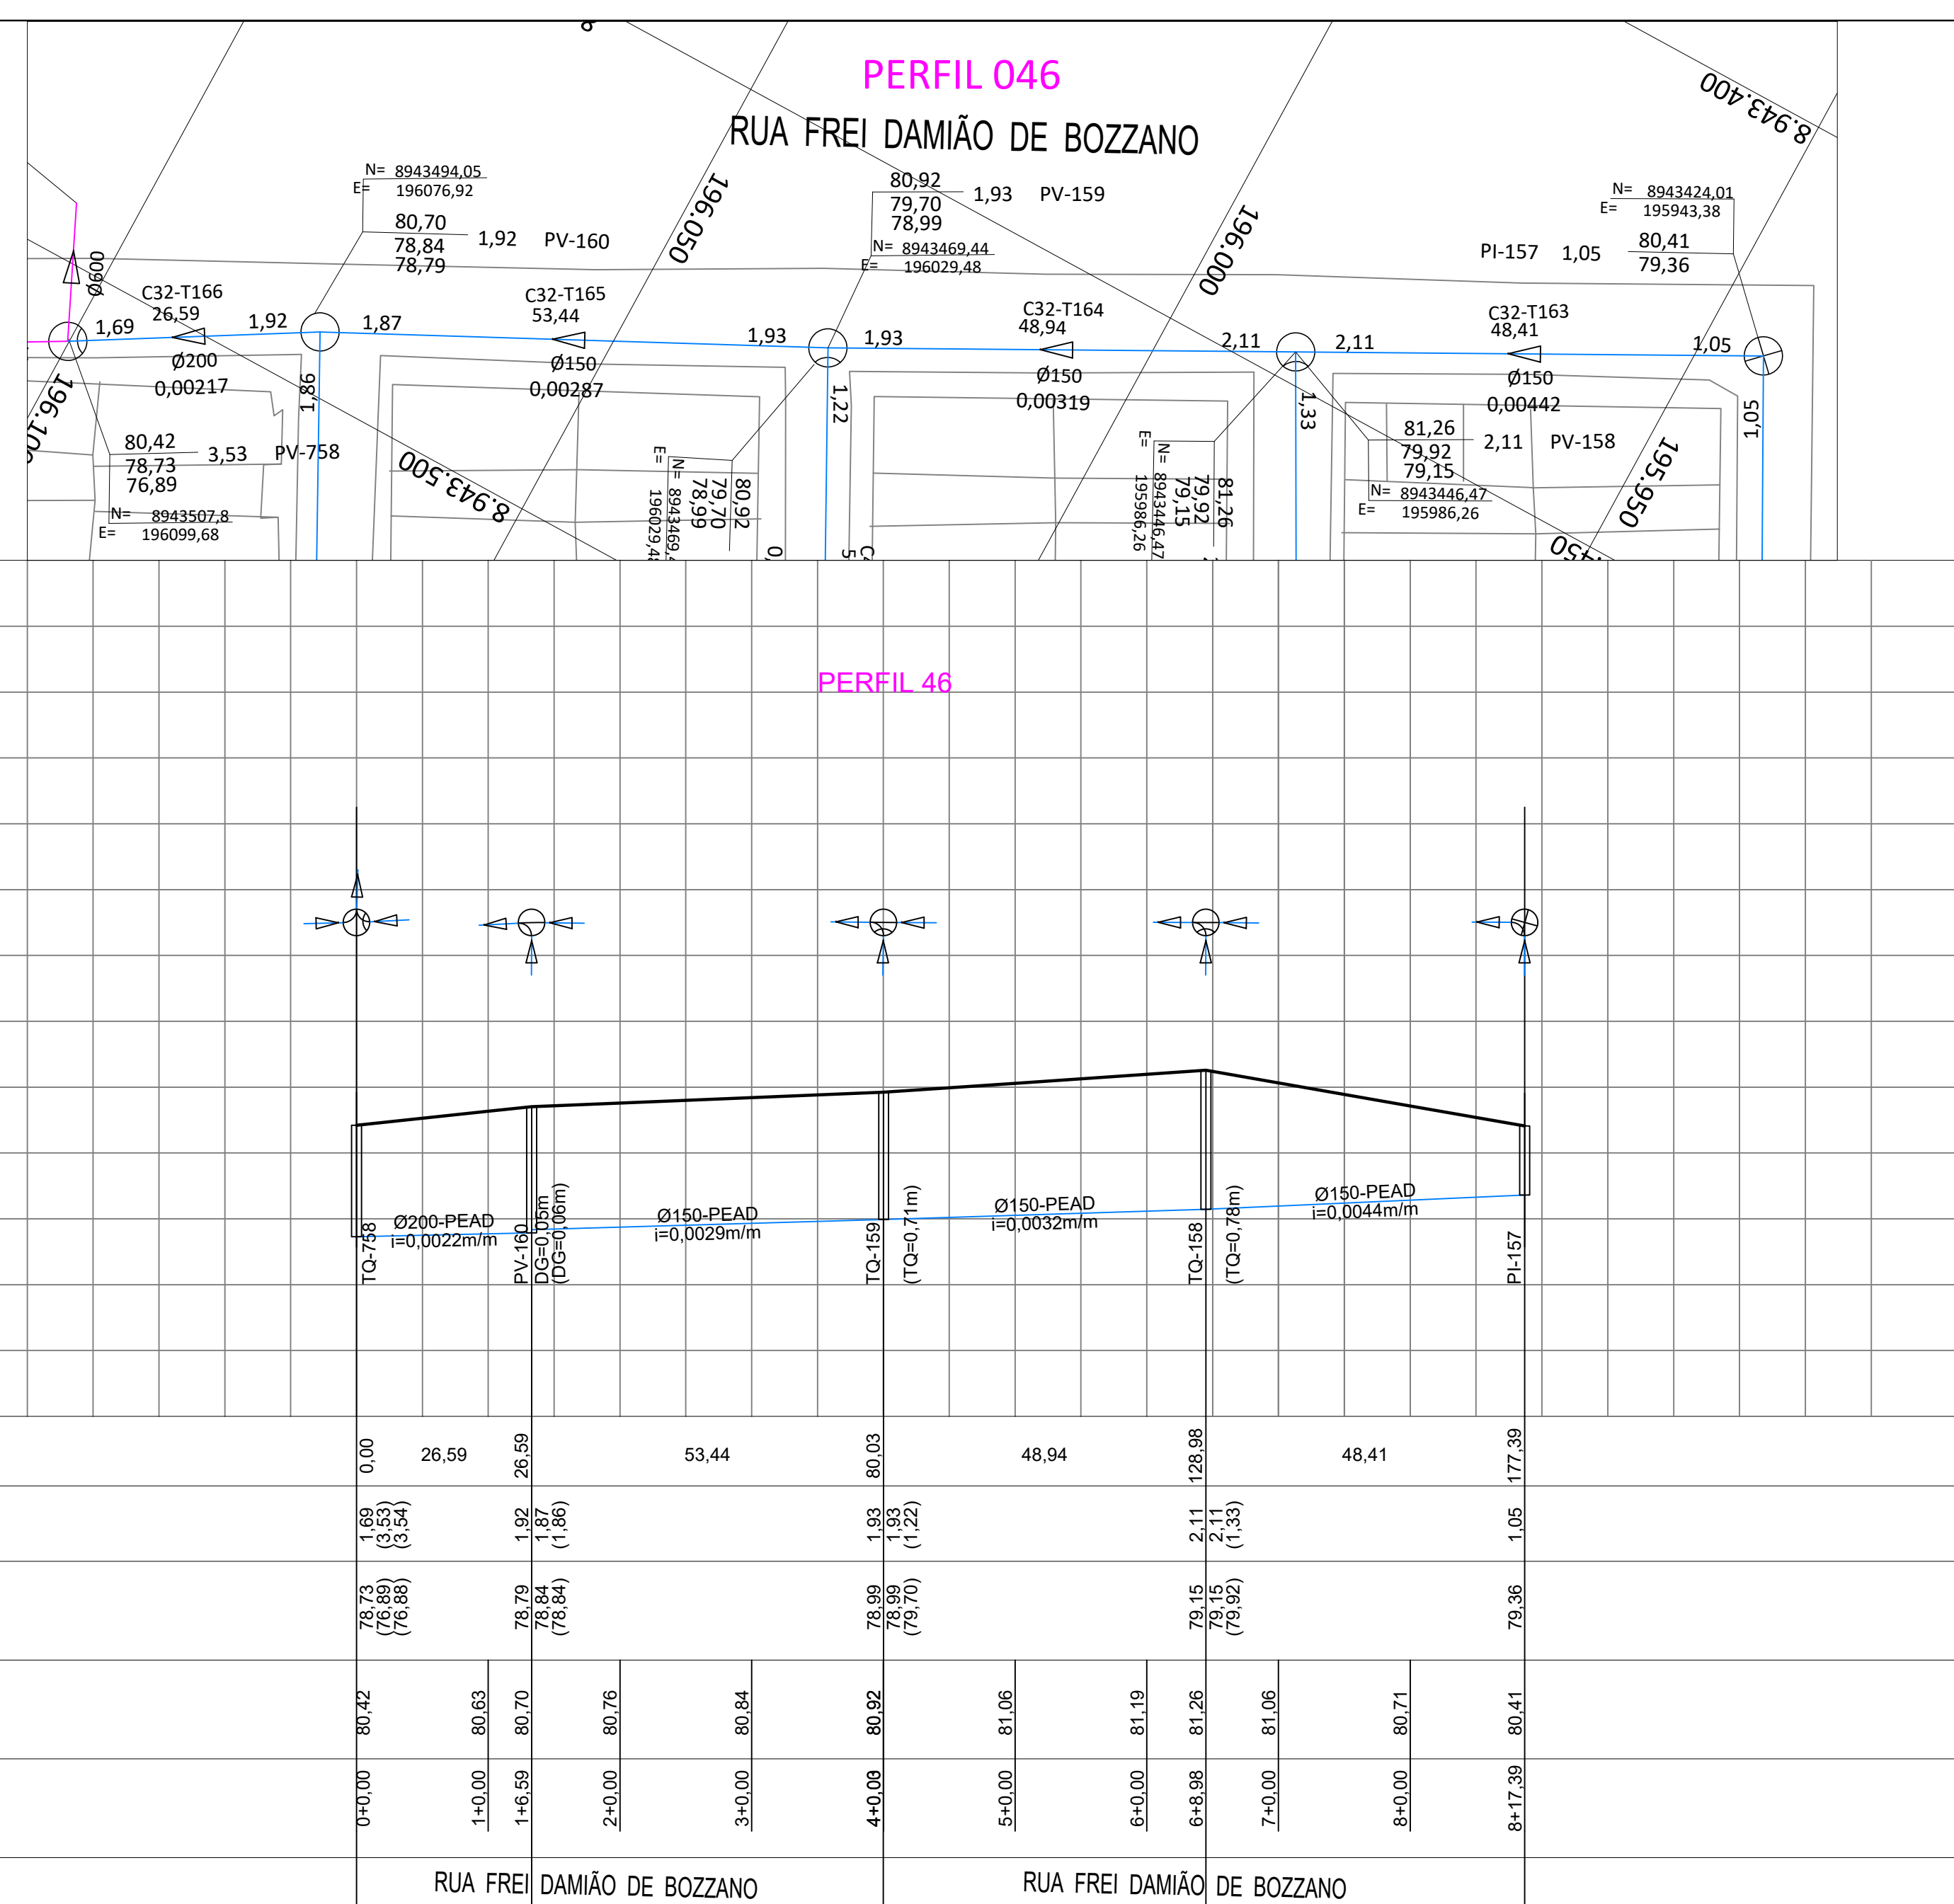 PERFIL 046
RUA FREI DAMIÃO DE BOZZANO
8.943.400
196.050
196.000
N= 8943494,05
E= 196076,92
80,70
78,84
78,79
1,92 PV-160
80,92
79,70
78,99
1,93 PV-159
N= 8943469,44
E= 196029,48
N= 8943424,01
E= 195943,38
PI-157 1,05
80,41
79,36
Ø600
C32-T166
26,59
1,69
1,92
Ø200
0,00217
1,87
C32-T165
53,44
1,93
Ø150
0,00287
1,93
C32-T164
48,94
2,11
Ø150
0,00319
2,11
C32-T163
48,41
1,05
Ø150
0,00442
1,86
1,22
1,33
1,05
80,42
78,73
76,89
3,53 PV-758
N= 8943507,8
E= 196099,68
8.943.500
80,92
79,70
78,99
N= 8943469,4
E= 196029,48
81,26
79,92
79,15
N= 8943446,47
E= 195986,26
81,26
79,92
79,15
2,11 PV-158
N= 8943446,47
E= 195986,26
195.950
PERFIL 46
Ø200-PEAD
i=0,0022m/m
Ø150-PEAD
i=0,0029m/m
Ø150-PEAD
i=0,0032m/m
Ø150-PEAD
i=0,0044m/m
TQ-758
PV-160
DG=0,05m
(DG=0,06m)
TQ-159
(TQ=0,71m)
TQ-158
(TQ=0,78m)
PI-157
0,00 26,59 26,59 53,44 80,03 48,94 128,98 48,41 177,39
1,69
(3,53)
(3,54)
1,92
1,87
(1,86)
1,93
1,93
(1,22)
2,11
2,11
(1,33)
1,05
78,73
(76,89)
(76,88)
78,79
78,84
(78,84)
78,99
78,99
(79,70)
79,15
79,15
(79,92)
79,36
80,42 80,63 80,70 80,76 80,84 80,92 81,06 81,19 81,26 81,06 80,71 80,41
0+0,00 1+0,00 1+6,59 2+0,00 3+0,00 5+0,00 6+0,00 6+8,98 7+0,00 8+0,00 8+17,39
RUA FREI DAMIÃO DE BOZZANO RUA FREI DAMIÃO DE BOZZANO